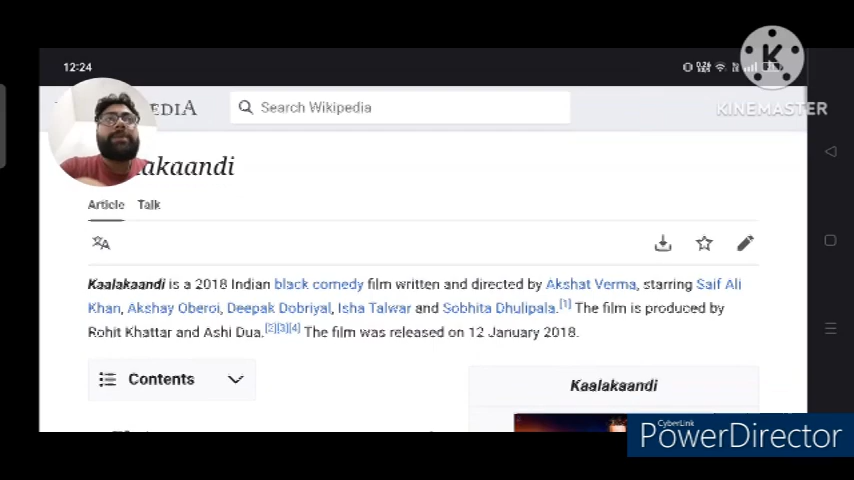 12:24
K
KINEMASTER
EDIA
Search Wikipedia
akaandi
Article Talk
Kaalakaandi is a 2018 Indian black comedy film written and directed by Akshat Verma, starring Saif Ali
Khan, Akshay Oberoi, Deepak Dobriyal, Isha Talwar and Sobhita Dhulipala.[1] The film is produced by
Rohit Khattar and Ashi Dua.[2][3][4] The film was released on 12 January 2018.
Contents
Kaalakaandi
CyberLink
PowerDirector